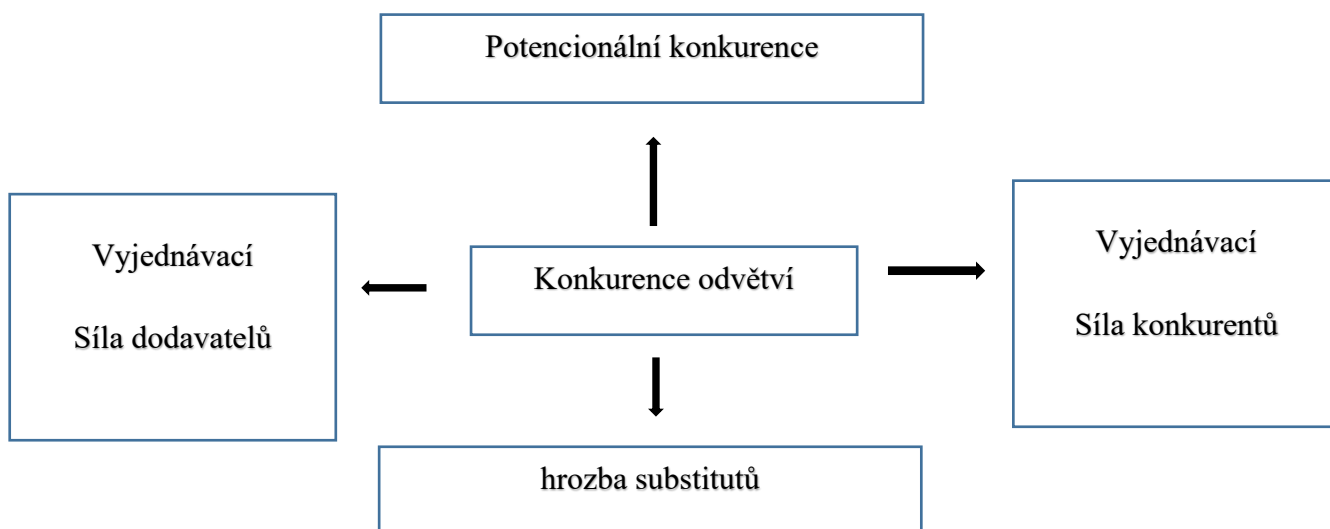 Potencionální konkurence
Vyjednávací
Síla dodavatelů
Konkurence odvětví
Vyjednávací
Síla konkurentů
hrozba substitutů